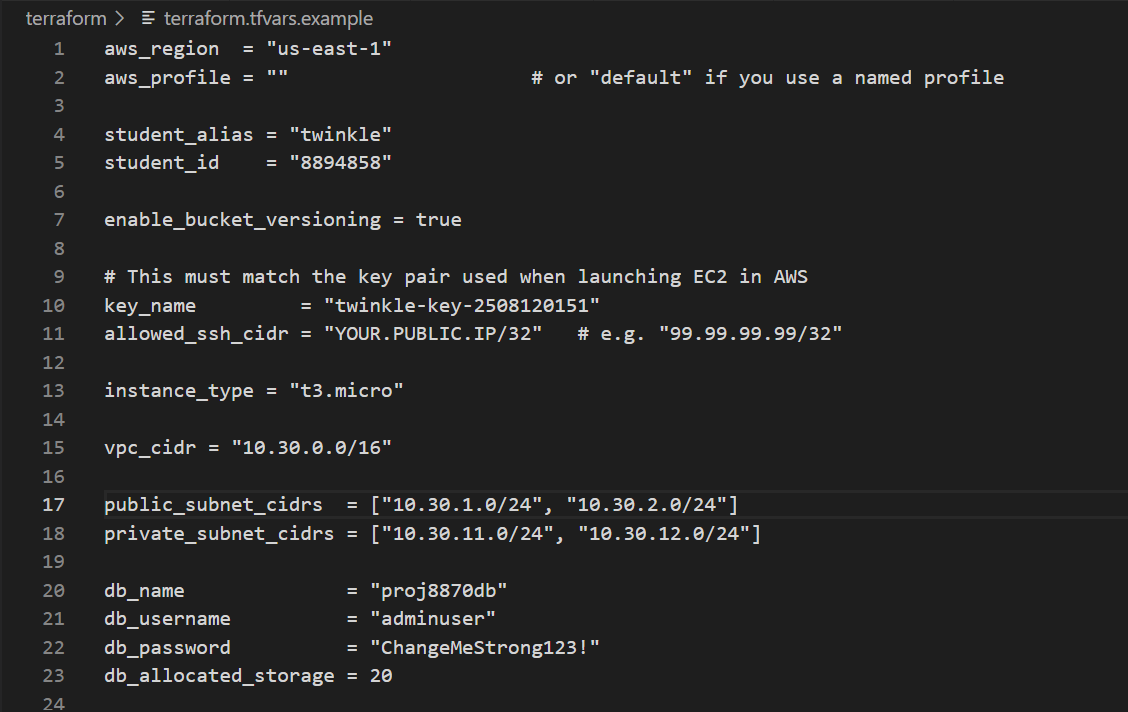 terraform > terraform.tfvars.example
1 aws_region  = "us-east-1"
2 aws_profile = ""                     # or "default" if you use a named profile
3
4 student_alias = "twinkle"
5 student_id    = "8894858"
6
7 enable_bucket_versioning = true
8
9 # This must match the key pair used when launching EC2 in AWS
10 key_name         = "twinkle-key-2508120151"
11 allowed_ssh_cidr = "YOUR.PUBLIC.IP/32"   # e.g. "99.99.99.99/32"
12
13 instance_type = "t3.micro"
14
15 vpc_cidr = "10.30.0.0/16"
16
17 public_subnet_cidrs  = ["10.30.1.0/24", "10.30.2.0/24"]
18 private_subnet_cidrs = ["10.30.11.0/24", "10.30.12.0/24"]
19
20 db_name              = "proj8870db"
21 db_username          = "adminuser"
22 db_password          = "ChangeMeStrong123!"
23 db_allocated_storage = 20
24